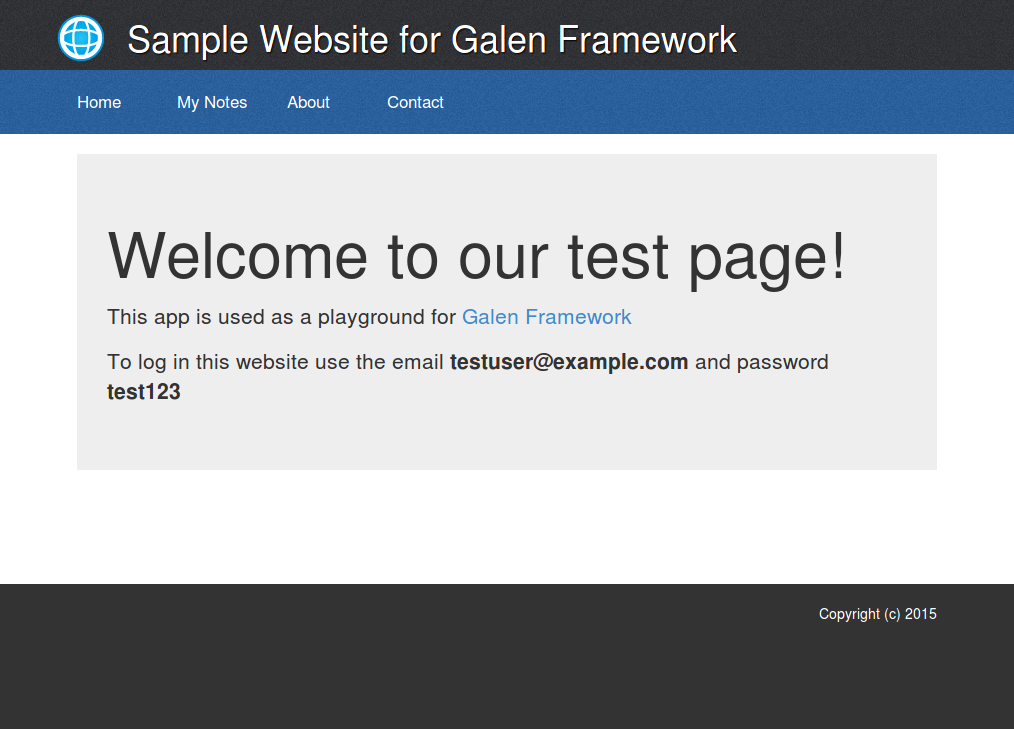 Sample Website for Galen Framework
Home My Notes About Contact
Welcome to our test page!
This app is used as a playground for Galen Framework
To log in this website use the email testuser@example.com and password
test123
Copyright (c) 2015